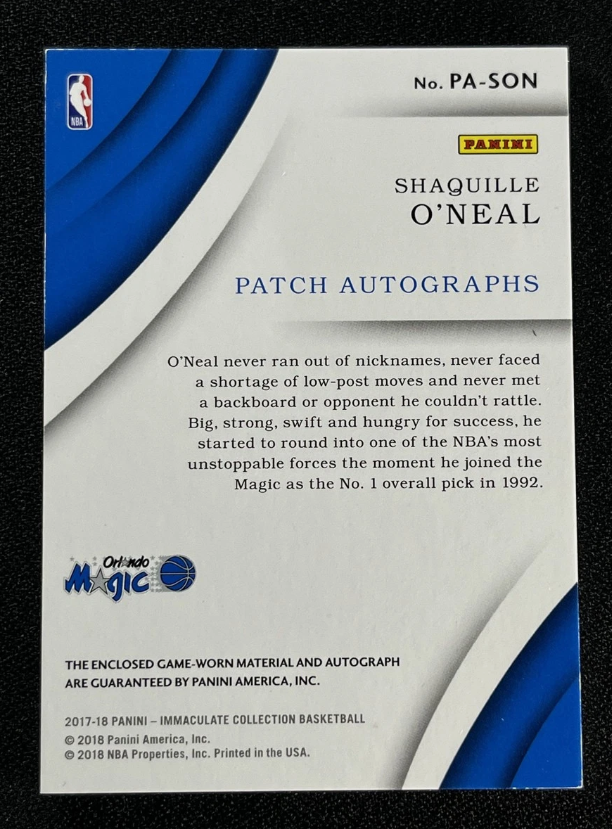 NBA
No. PA-SON
PANINI
SHAQUILLE
O'NEAL
PATCH AUTOGRAPHS
O'Neal never ran out of nicknames, never faced
a shortage of low-post moves and never met
a backboard or opponent he couldn't rattle.
Big, strong, swift and hungry for success, he
started to round into one of the NBA's most
unstoppable forces the moment he joined the
Magic as the No. 1 overall pick in 1992.
Orlando
Magic
THE ENCLOSED GAME-WORN MATERIAL AND AUTOGRAPH
ARE GUARANTEED BY PANINI AMERICA, INC.
2017-18 PANINI – IMMACULATE COLLECTION BASKETBALL
© 2018 Panini America, Inc.
© 2018 NBA Properties, Inc. Printed in the USA.